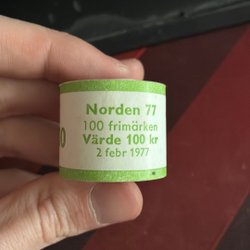 Norden 77
100 frimärken
Värde 100 kr
2 febr 1977